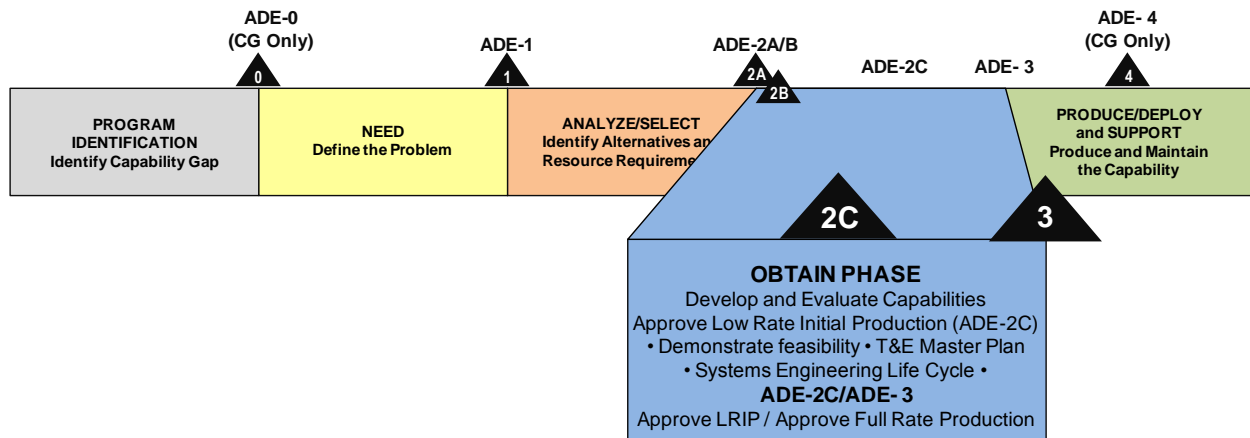 ADE-0
(CG Only)
ADE-1
ADE-2A/B
ADE-2C
ADE- 3
ADE- 4
(CG Only)
0
1
2A
2B
4
PROGRAM
IDENTIFICATION
Identify Capability Gap
NEED
Define the Problem
ANALYZE/SELECT
Identify Alternatives an
Resource Requireme
PRODUCE/DEPLOY
and SUPPORT
Produce and Maintain
the Capability
2C
3
OBTAIN PHASE
Develop and Evaluate Capabilities
Approve Low Rate Initial Production (ADE-2C)
• Demonstrate feasibility • T&E Master Plan
• Systems Engineering Life Cycle •
ADE-2C/ADE- 3
Approve LRIP / Approve Full Rate Production